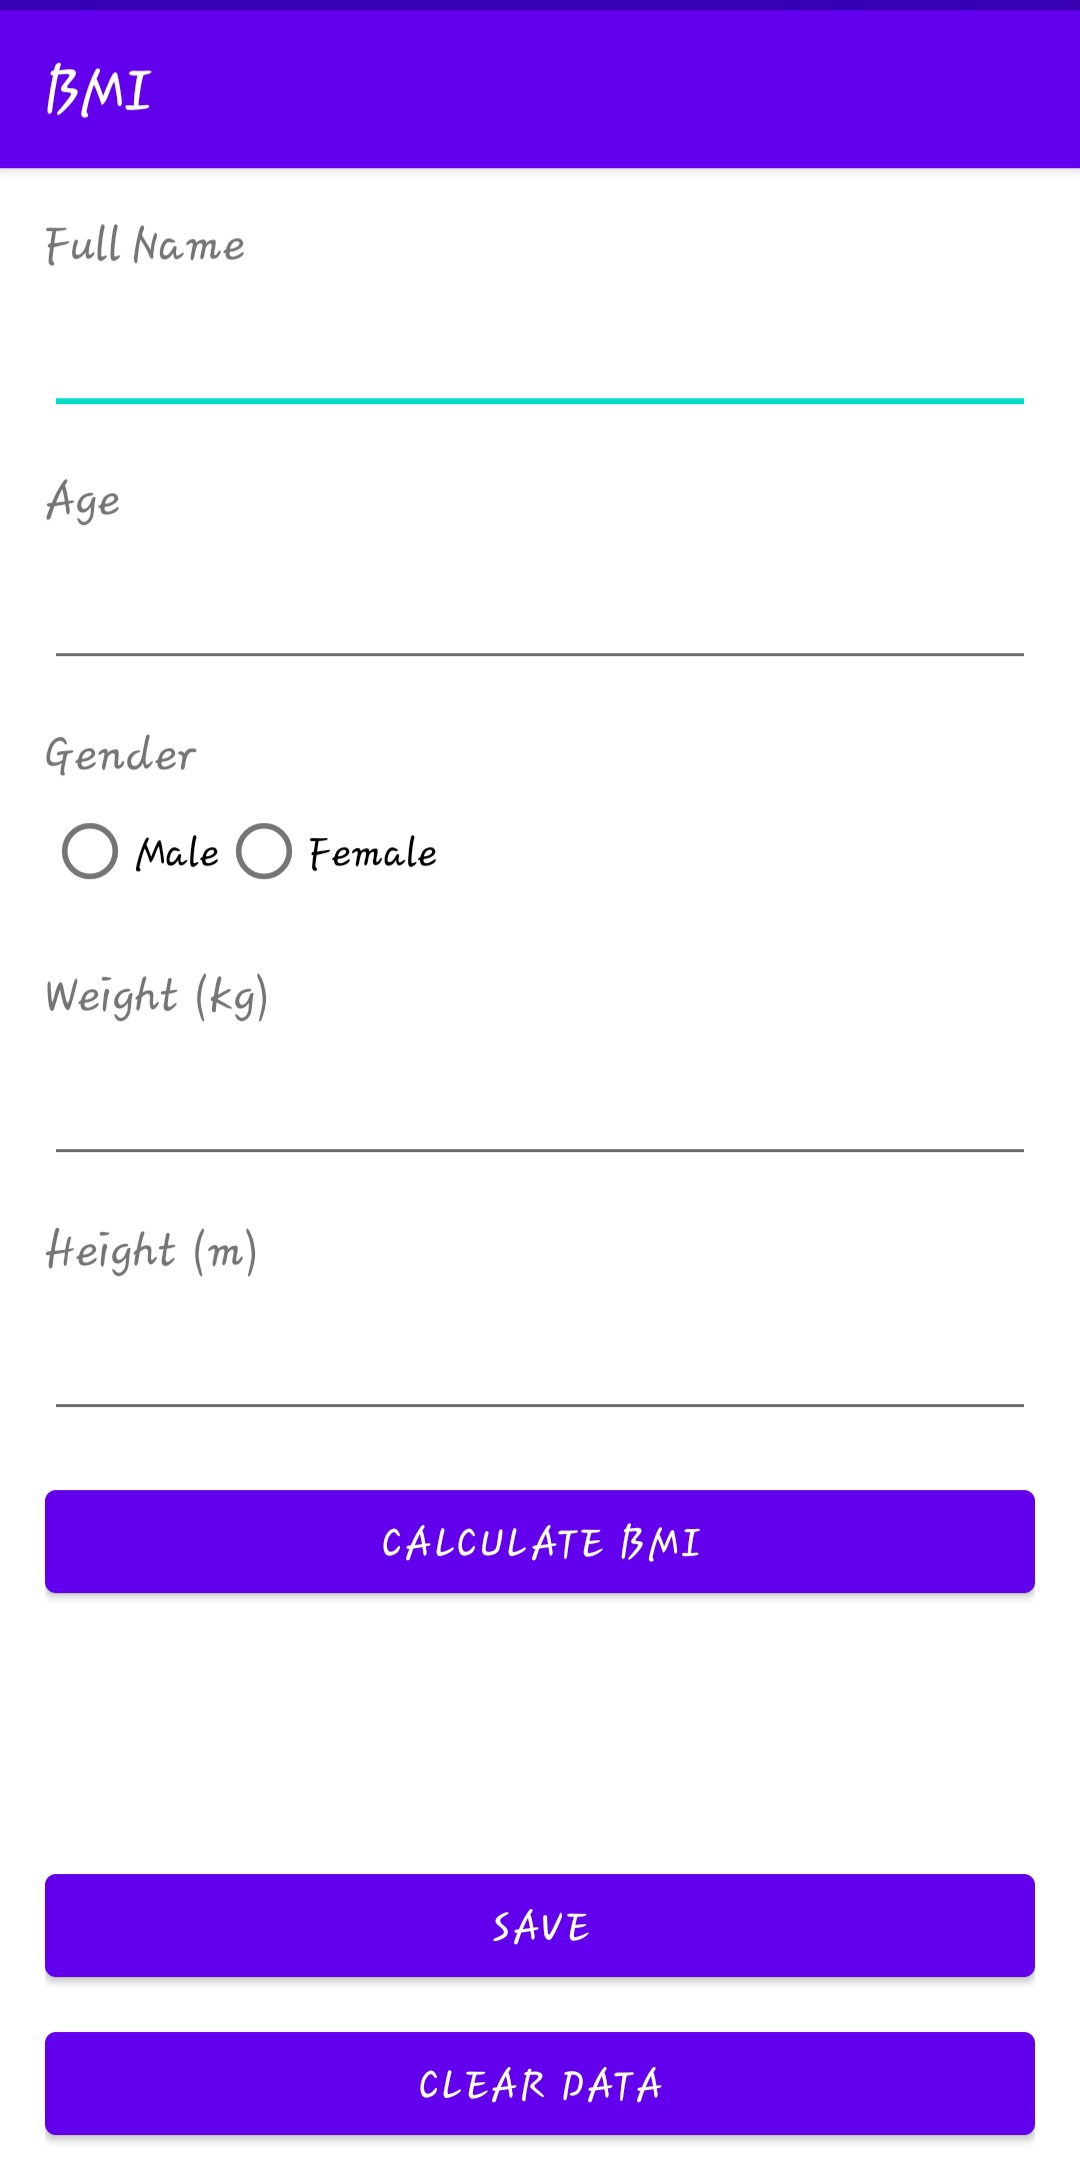 BMI
Full Name
Age
Gender
Male Female
Weight (kg)
Height (m)
CALCULATE BMI
SAVE
CLEAR DATA